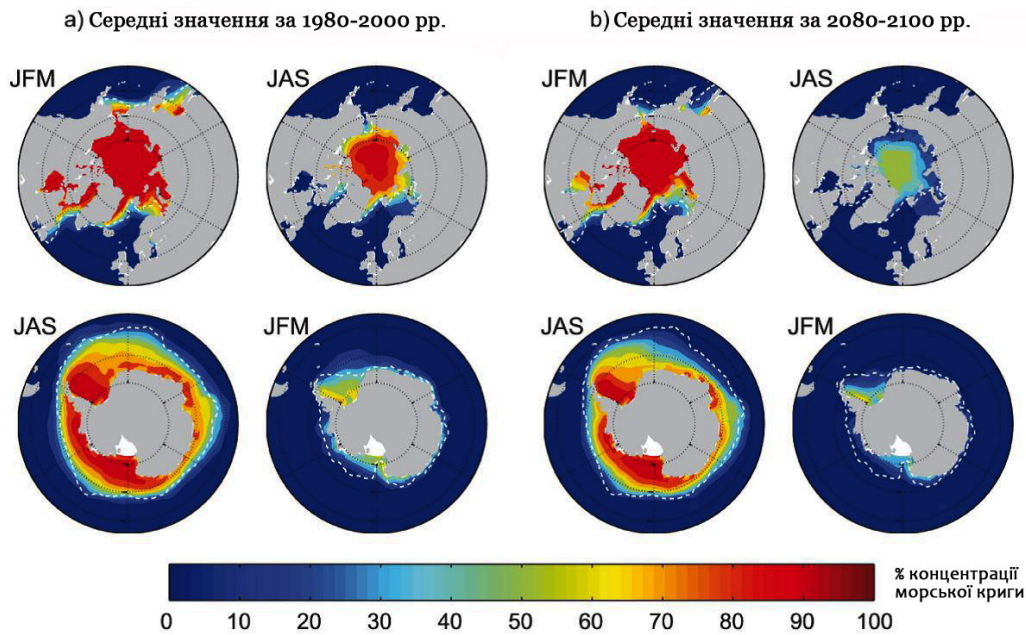 a) Середні значення за 1980-2000 рр.
b) Середні значення за 2080-2100 рр.
JFM
JAS
JFM
JAS
JAS
JFM
JAS
JFM
0 10 20 30 40 50 60 70 80 90 100
% концентрації
морської криги